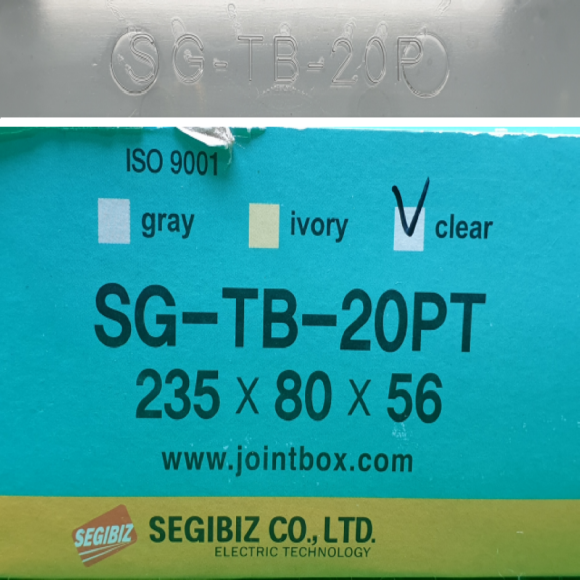 SG-TB-20P
ISO 9001
gray ivory clear
SG-TB-20PT
235 x 80 x 56
www.jointbox.com
SEGIBIZ SEGIBIZ CO., LTD.
ELECTRIC TECHNOLOGY